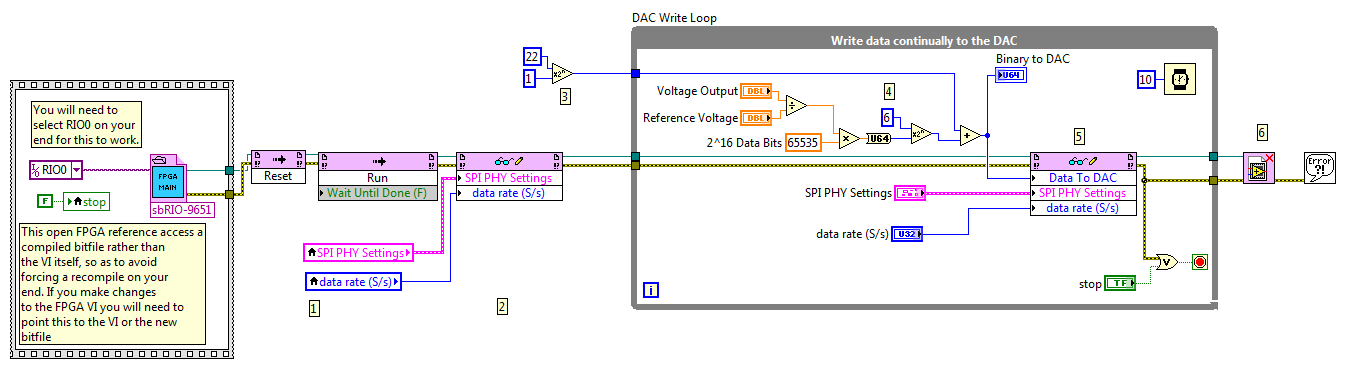 DAC Write Loop
Write data continually to the DAC
You will need to
select RIO0 on your
end for this to work.
RIO0
FPGA
MAIN
sbRIO-9651
F
stop
This open FPGA reference access a
compiled bitfile rather than
the VI itself, so as to avoid
forcing a recompile on your
end. If you make changes
to the FPGA VI you will need to
point this to the VI or the new
bitfile
Reset
Run
Wait Until Done (F)
SPI PHY Settings
data rate (S/s)
SPI PHY Settings
data rate (S/s)
1
2
22
1
x2ⁿ
3
Voltage Output
DBL
Reference Voltage
DBL
2^16 Data Bits
65535
U64
4
6
x2ⁿ
Binary to DAC
U64
10
5
Data To DAC
SPI PHY Settings
data rate (S/s)
SPI PHY Settings
data rate (S/s)
U32
stop
TF
i
6
Error
?!